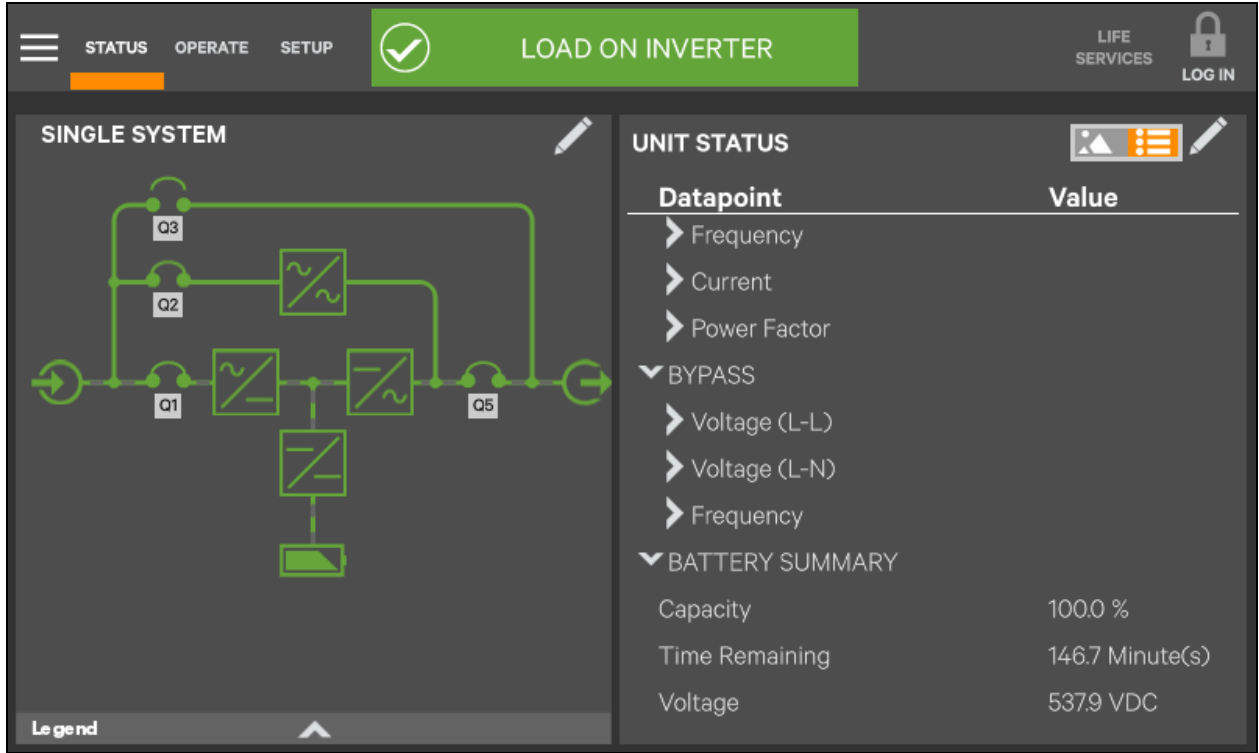 STATUS OPERATE SETUP LOAD ON INVERTER LIFE SERVICES LOG IN
SINGLE SYSTEM
Q3
Q2
Q1 Q5
Legend
UNIT STATUS
Datapoint Value
Frequency
Current
Power Factor
BYPASS
Voltage (L-L)
Voltage (L-N)
Frequency
BATTERY SUMMARY
Capacity 100.0 %
Time Remaining 146.7 Minute(s)
Voltage 537.9 VDC